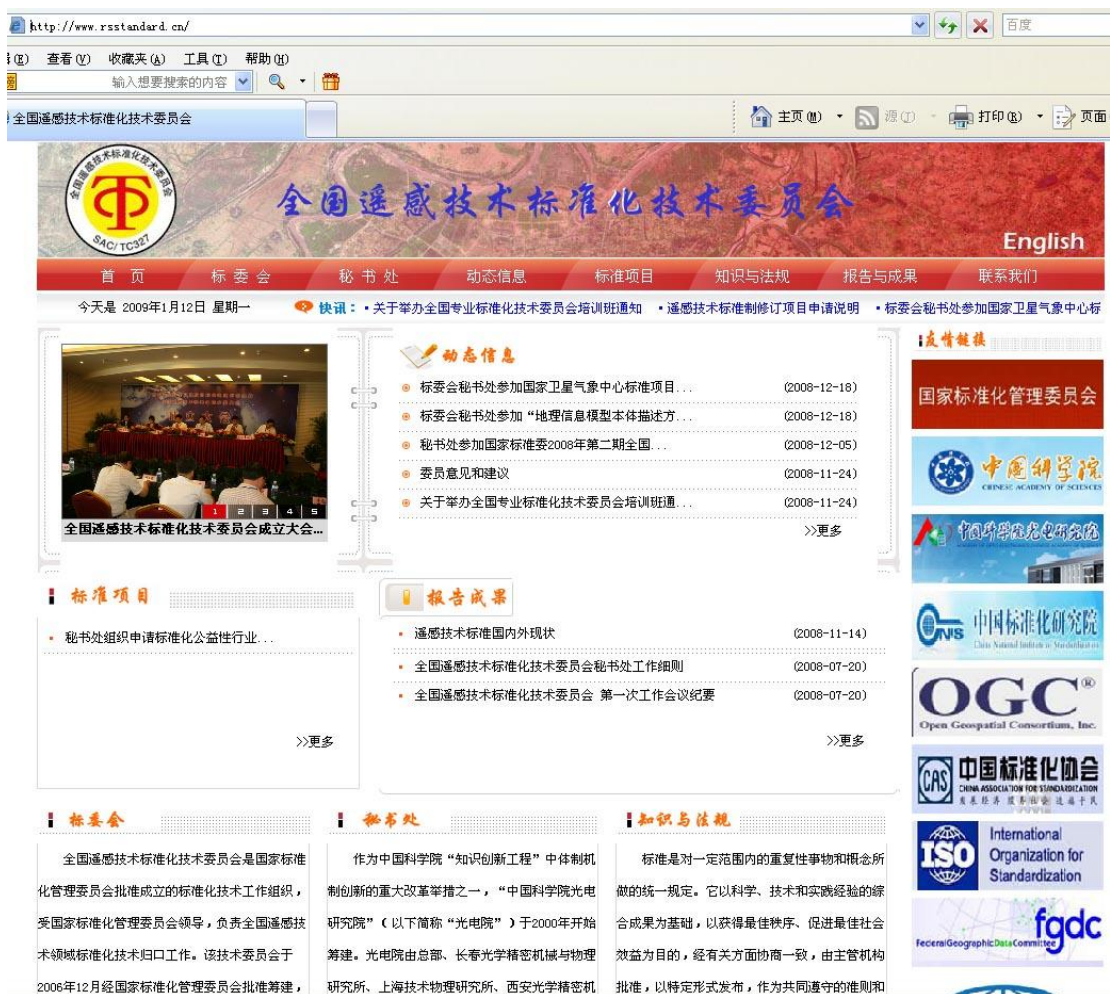 http://www.rsstandard.cn/
百度
查看(V) 收藏夹(A) 工具(T) 帮助(H)
输入想要搜索的内容
全国遥感技术标准化技术委员会
主页(M) 源(J) 打印(R) 页面
全国遥感技术标准化技术委员会
SAC/TC327
全国遥感技术标准化技术委员会
English
首 页 标 委 会 秘 书 处 动态信息 标准项目 知识与法规 报告与成果 联系我们
今天是 2009年1月12日 星期一 快讯： ·关于举办全国专业标准化技术委员会培训班通知 ·遥感技术标准制修订项目申请说明 ·标委会秘书处参加国家卫星气象中心标
动态信息
标委会秘书处参加国家卫星气象中心标准项目... (2008-12-18)
标委会秘书处参加“地理信息模型本体描述方... (2008-12-18)
秘书处参加国家标准委2008年第二期全国... (2008-12-05)
委员意见和建议 (2008-11-24)
关于举办全国专业标准化技术委员会培训班通... (2008-11-24)
>>更多
1 2 3 4 5
全国遥感技术标准化技术委员会成立大会...
标准项目
秘书处组织申请标准化公益性行业...
>>更多
报告成果
遥感技术标准国内外现状 (2008-11-14)
全国遥感技术标准化技术委员会秘书处工作细则 (2008-07-20)
全国遥感技术标准化技术委员会 第一次工作会议纪要 (2008-07-20)
>>更多
标委会
全国遥感技术标准化技术委员会是国家标准
化管理委员会批准成立的标准化技术工作组织，
受国家标准化管理委员会领导，负责全国遥感技
术领域标准化技术归口工作。该技术委员会于
2006年12月经国家标准化管理委员会批准筹建，
秘书处
作为中国科学院“知识创新工程”中体制机
制创新的重大改革举措之一，“中国科学院光电
研究院”（以下简称“光电院”）于2000年开始
筹建。光电院由总部、长春光学精密机械与物理
研究所、上海技术物理研究所、西安光学精密机
知识与法规
标准是对一定范围内的重复性事物和概念所
做的统一规定。它以科学、技术和实践经验的综
合成果为基础，以获得最佳秩序、促进最佳社会
效益为目的，经有关方面协商一致，由主管机构
批准，以特定形式发布，作为共同遵守的准则和
友情链接
国家标准化管理委员会
中国科学院
CHINESE ACADEMY OF SCIENCES
中国科学院光电研究院
CNIS 中国标准化研究院
China National Institute of Standardization
OGC®
Open Geospatial Consortium, Inc.
CAS 中国标准化协会
CHINA ASSOCIATION FOR STANDARDIZATION
ISO
International
Organization for
Standardization
fgdc
Federal Geographic Data Committee